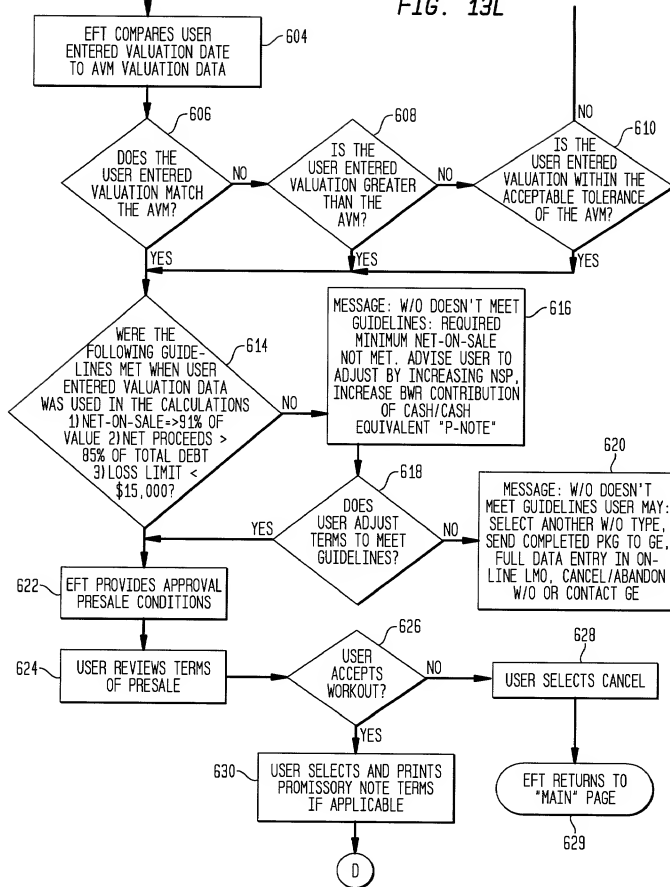 FIG. 13L
EFT COMPARES USER
ENTERED VALUATION DATE
TO AVM VALUATION DATA
604
606
DOES THE
USER ENTERED
VALUATION MATCH
THE AVM?
NO
YES
608
IS THE
USER ENTERED
VALUATION GREATER
THAN THE
AVM?
NO
YES
NO
610
IS THE
USER ENTERED
VALUATION WITHIN THE
ACCEPTABLE TOLERANCE
OF THE AVM?
YES
614
WERE THE
FOLLOWING GUIDE-
LINES MET WHEN USER
ENTERED VALUATION DATA
WAS USED IN THE CALCULATIONS
1)NET-ON-SALE=>91% OF
VALUE 2)NET PROCEEDS >
85% OF TOTAL DEBT
3)LOSS LIMIT <
$15,000?
NO
MESSAGE: W/O DOESN'T MEET
GUIDELINES: REQUIRED
MINIMUM NET-ON-SALE
NOT MET. ADVISE USER TO
ADJUST BY INCREASING NSP,
INCREASE BWR CONTRIBUTION
OF CASH/CASH
EQUIVALENT "P-NOTE"
616
618
DOES
USER ADJUST
TERMS TO MEET
GUIDELINES?
YES
NO
620
MESSAGE: W/O DOESN'T
MEET GUIDELINES USER MAY:
SELECT ANOTHER W/O TYPE,
SEND COMPLETED PKG TO GE,
FULL DATA ENTRY IN ON-
LINE LMO, CANCEL/ABANDON
W/O OR CONTACT GE
622
EFT PROVIDES APPROVAL
PRESALE CONDITIONS
624
USER REVIEWS TERMS
OF PRESALE
626
USER
ACCEPTS
WORKOUT?
NO
YES
628
USER SELECTS CANCEL
630
USER SELECTS AND PRINTS
PROMISSORY NOTE TERMS
IF APPLICABLE
EFT RETURNS TO
"MAIN" PAGE
629
D